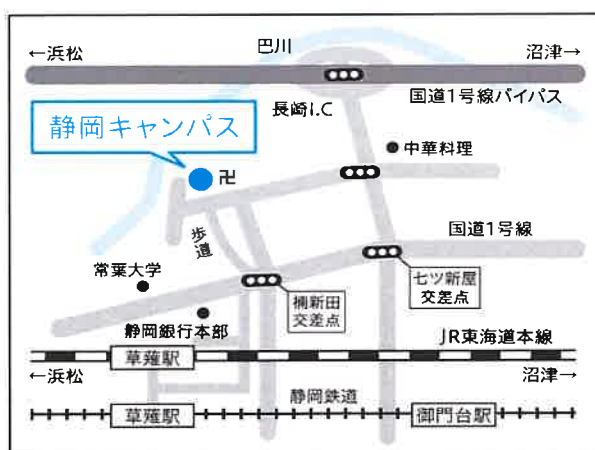 巴川
←浜松
沼津→
国道1号線バイパス
長崎I.C
静岡キャンパス
中華料理
卍
歩道
国道1号線
常葉大学
七ツ新屋
交差点
楠新田
交差点
静岡銀行本部
JR東海道本線
草薙駅
←浜松
沼津→
静岡鉄道
草薙駅
御門台駅